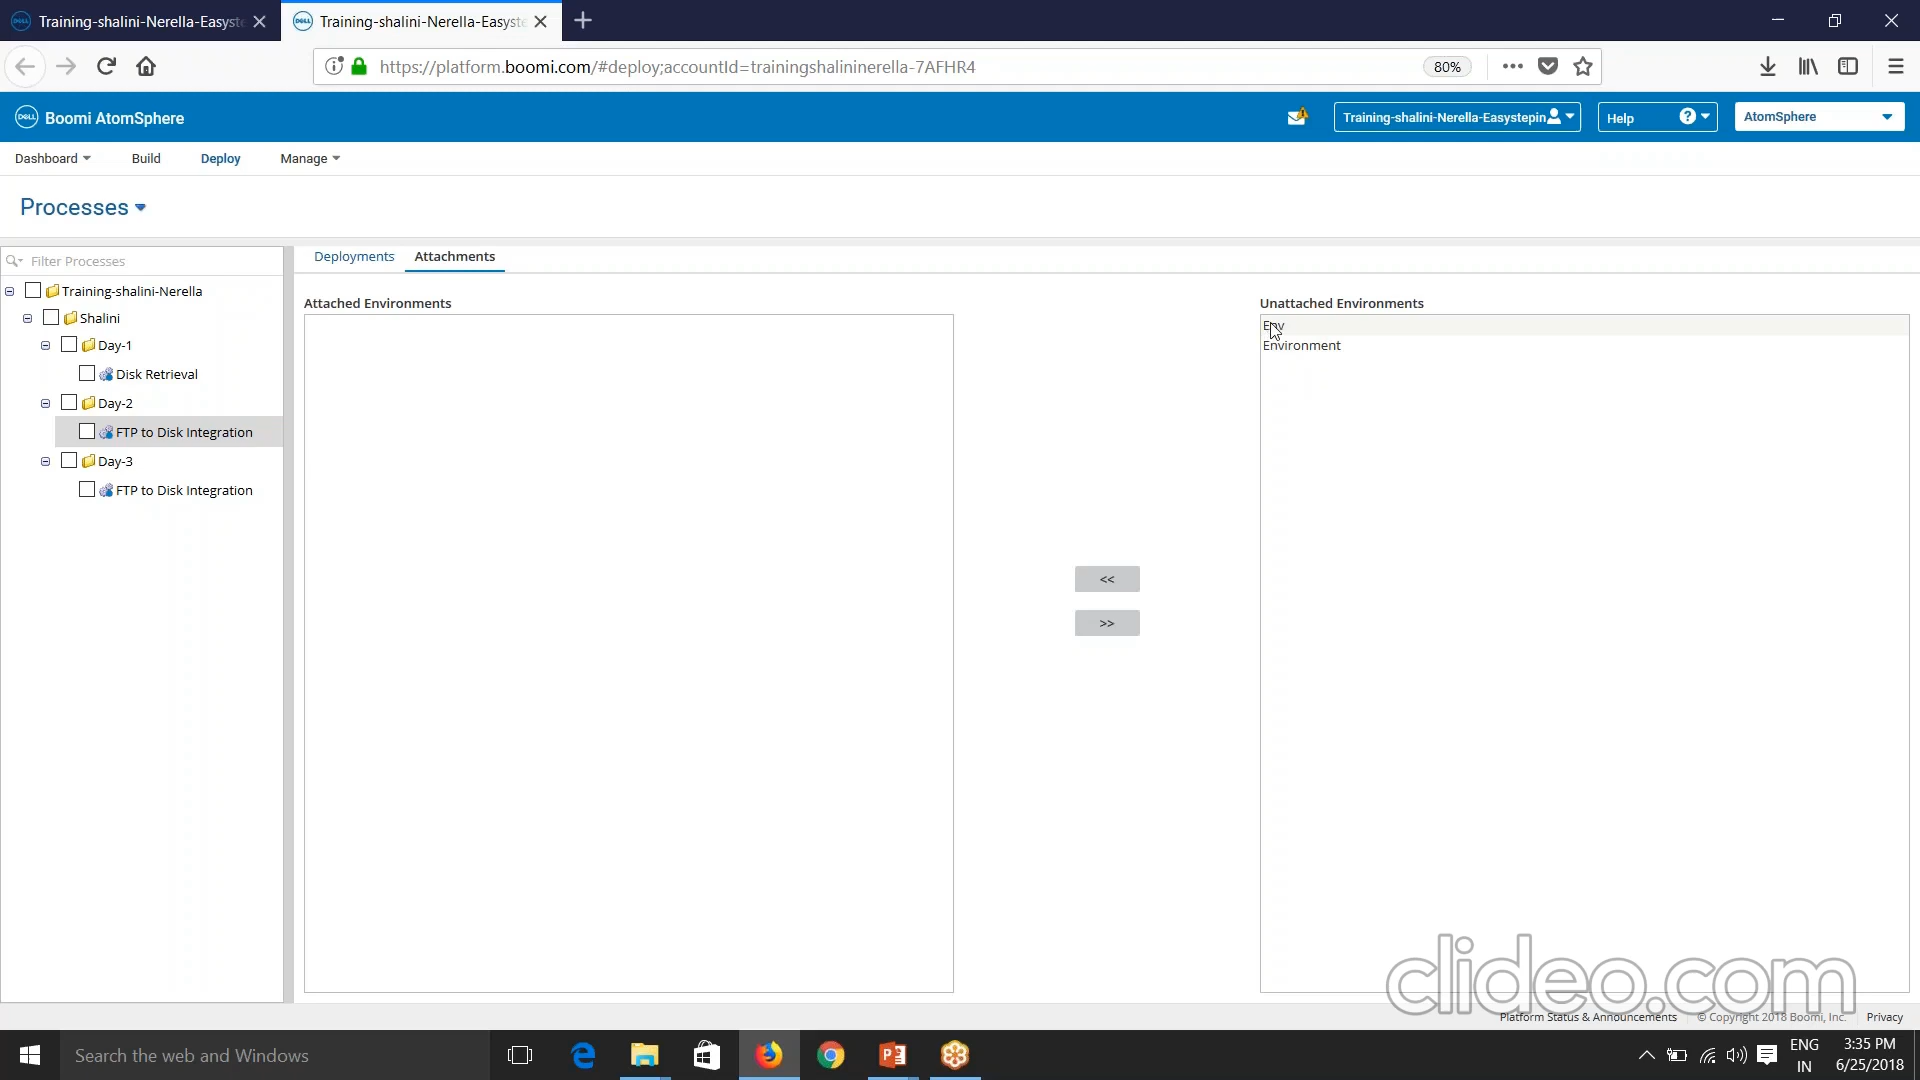 Training-shalini-Nerella-Easyste
Training-shalini-Nerella-Easyste
https://platform.boomi.com/#deploy;accountId=trainingshalininerella-7AFHR4
80%
DELL
Boomi AtomSphere
Training-shalini-Nerella-Easystepin
Help
AtomSphere
Dashboard
Build
Deploy
Manage
Processes
Filter Processes
Deployments
Attachments
Training-shalini-Nerella
Shalini
Day-1
Disk Retrieval
Day-2
FTP to Disk Integration
Day-3
FTP to Disk Integration
Attached Environments
<<
>>
Unattached Environments
Env
Environment
clideo.com
Platform Status & Announcements
© Copyright 2018 Boomi, Inc.
Privacy
Search the web and Windows
ENG
IN
3:35 PM
6/25/2018